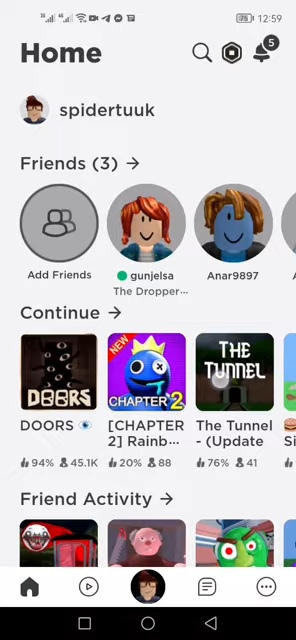 12:59
Home
5
spidertuuk
Friends (3) →
Add Friends
gunjelsa
The Dropper...
Anar9897
Continue →
DOORS
NEW
CHAPTER 2
THE
TUNNEL
DOORS 👁
[CHAPTER
2] Rainb...
The Tunnel
- (Update
94% 45.1K
20% 88
76% 41
Friend Activity →